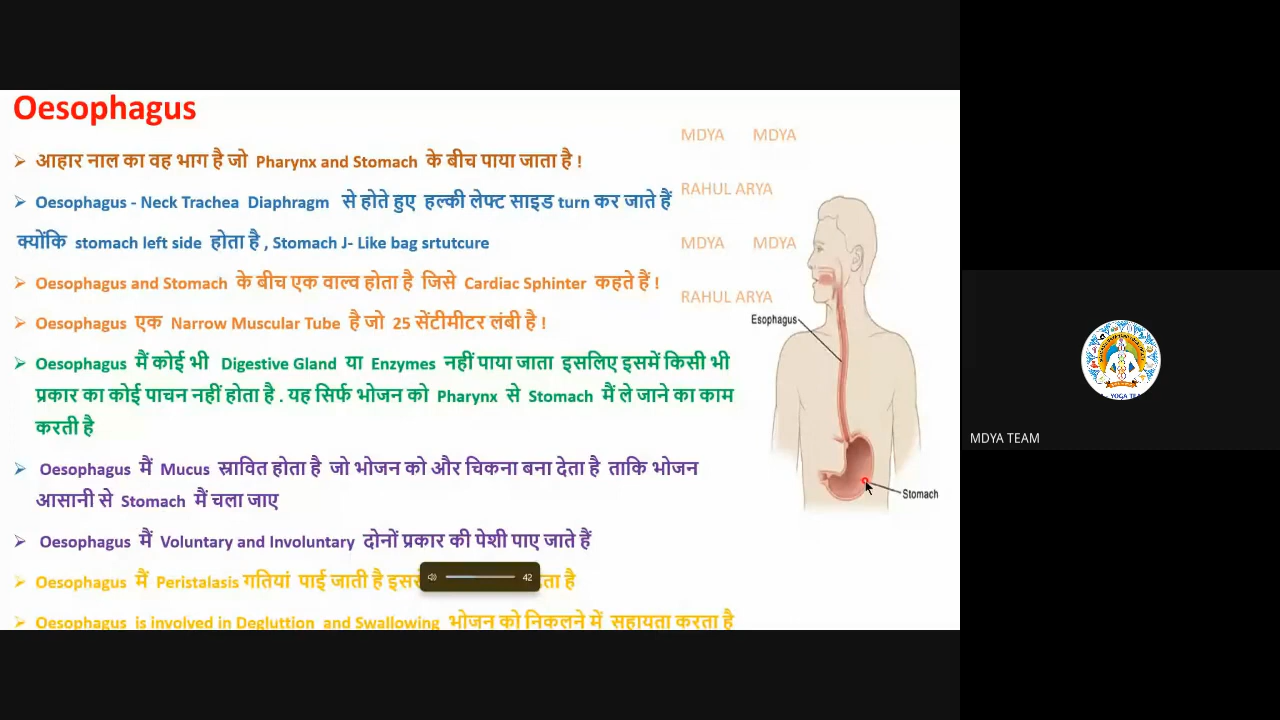 Oesophagus
आहार नाल का वह भाग है जो Pharynx and Stomach के बीच पाया जाता है !
Oesophagus - Neck Trachea Diaphragm से होते हुए हल्की लेफ्ट साइड turn कर जाते हैं
क्योंकि stomach left side होता है , Stomach J- Like bag srtutcure
Oesophagus and Stomach के बीच एक वाल्व होता है जिसे Cardiac Sphinter कहते हैं !
Oesophagus एक Narrow Muscular Tube है जो 25 सेंटीमीटर लंबी है !
Oesophagus मैं कोई भी Digestive Gland या Enzymes नहीं पाया जाता इसलिए इसमें किसी भी
प्रकार का कोई पाचन नहीं होता है . यह सिर्फ भोजन को Pharynx से Stomach मैं ले जाने का काम
करती है
Oesophagus मैं Mucus स्रावित होता है जो भोजन को और चिकना बना देता है ताकि भोजन
आसानी से Stomach मैं चला जाए
Oesophagus मैं Voluntary and Involuntary दोनों प्रकार की पेशी पाए जाते हैं
Oesophagus मैं Peristalasis गतियां पाई जाती है है
42
Oesophagus is involved in Degluttion and Swallowing भोजन को निकलने में सहायता करता है
MDYA MDYA
RAHUL ARYA
MDYA MDYA
RAHUL ARYA
Esophagus
Stomach
MDYA TEAM